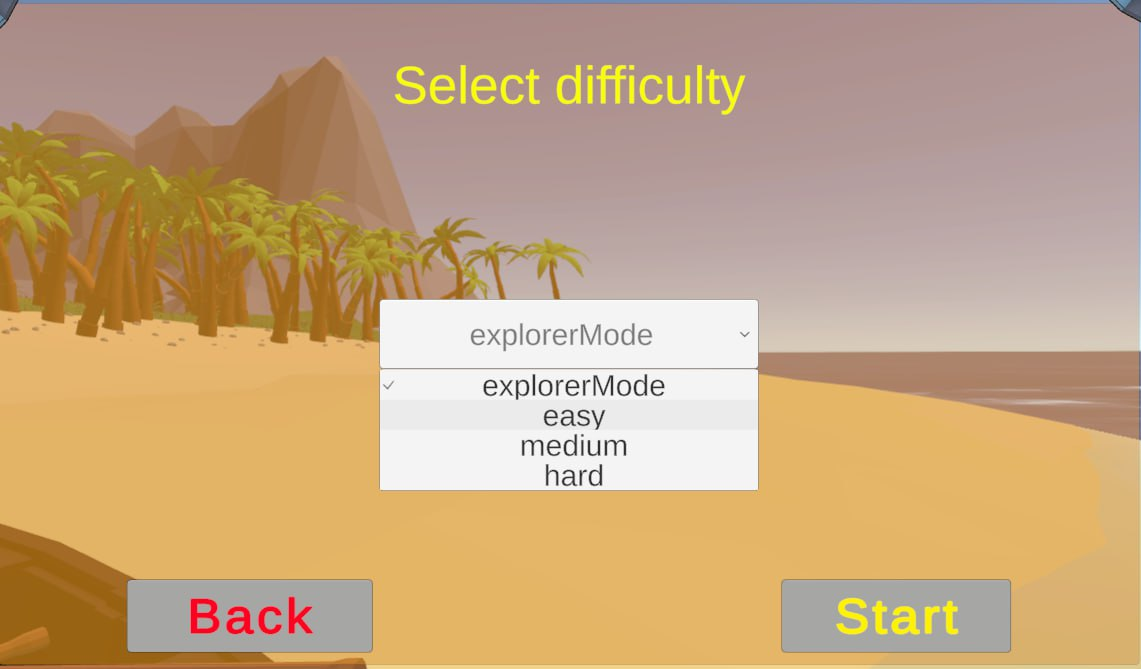 Select difficulty
explorerMode
explorerMode
easy
medium
hard
Back
Start